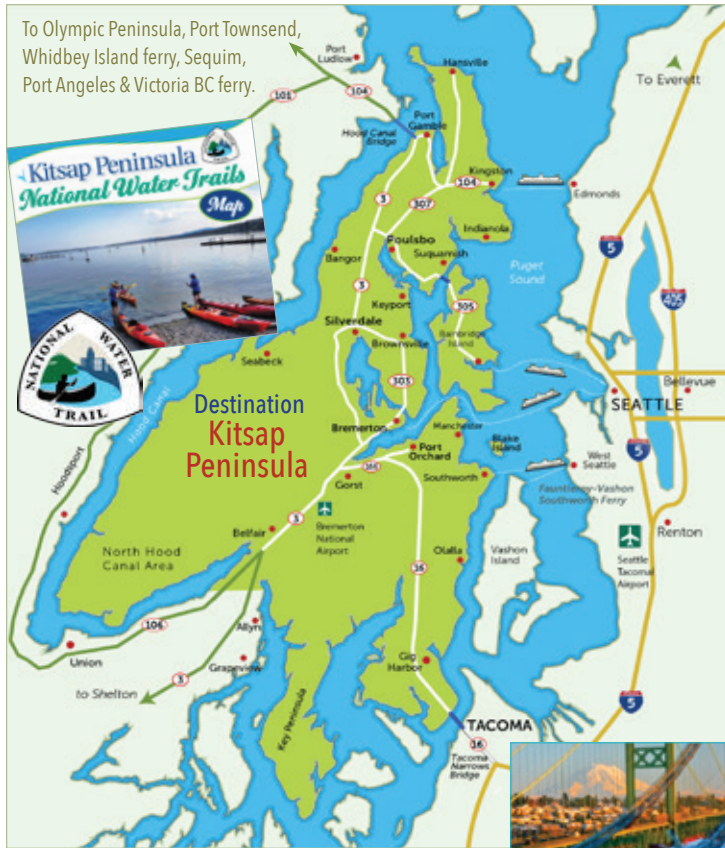 To Olympic Peninsula, Port Townsend,
Whidbey Island ferry, Sequim,
Port Angeles & Victoria BC ferry.
Port
Ludlow
Hansville
To Everett
101
104
Port
Gamble
Hood Canal
Bridge
Kitsap Peninsula
National Water Trails
Map
Kingston
104
Edmonds
3
307
Indianola
Poulsbo
Suquamish
Bangor
5
Puget
Sound
3
405
Keyport
305
Silverdale
Bainbridge
Island
Brownsville
NATIONAL WATER
TRAIL
Seabeck
Hood Canal
303
Bellevue
SEATTLE
Destination
Kitsap
Peninsula
Bremerton
Manchester
Port
Orchard
Blake
Island
5
West
Seattle
166
Southworth
Gorst
Fauntleroy-Vashon
Southworth Ferry
Hoodsport
3
Bremerton
National
Airport
Belfair
Renton
North Hood
Canal Area
Olalla
Vashon
Island
Seattle
Tacomal
Airport
16
106
Allyn
Union
Grapeview
Gig
Harbor
3
to Shelton
5
Key Peninsula
TACOMA
16
Tacoma
Narrows
Bridge